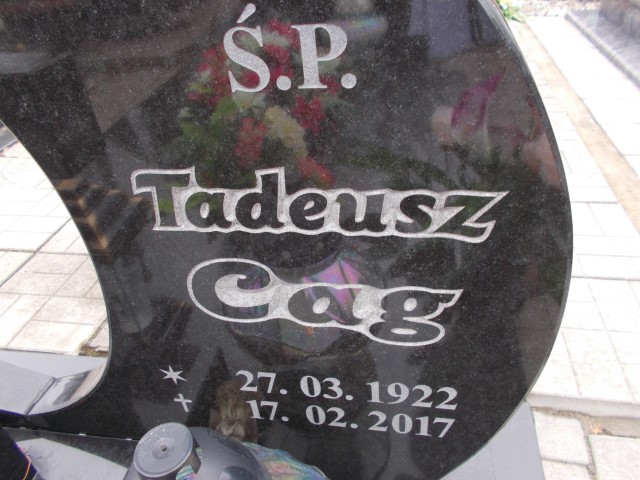 Ś.P.
Tadeusz
Cag
* 27. 03. 1922
✝ 17. 02. 2017